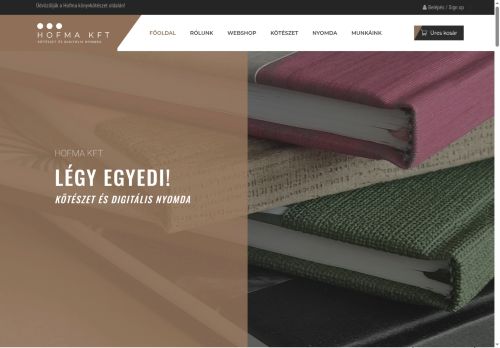 Üdvözöljük a Hofma könyvkötészet oldalán!
Belépés / Sign up
HOFMA KFT
KÖTÉSZET ÉS DIGITÁLIS NYOMDA
FŐOLDAL RÓLUNK WEBSHOP KÖTÉSZET NYOMDA MUNKÁINK
Üres kosár
HOFMA KFT
LÉGY EGYEDI!
KÖTÉSZET ÉS DIGITÁLIS NYOMDA